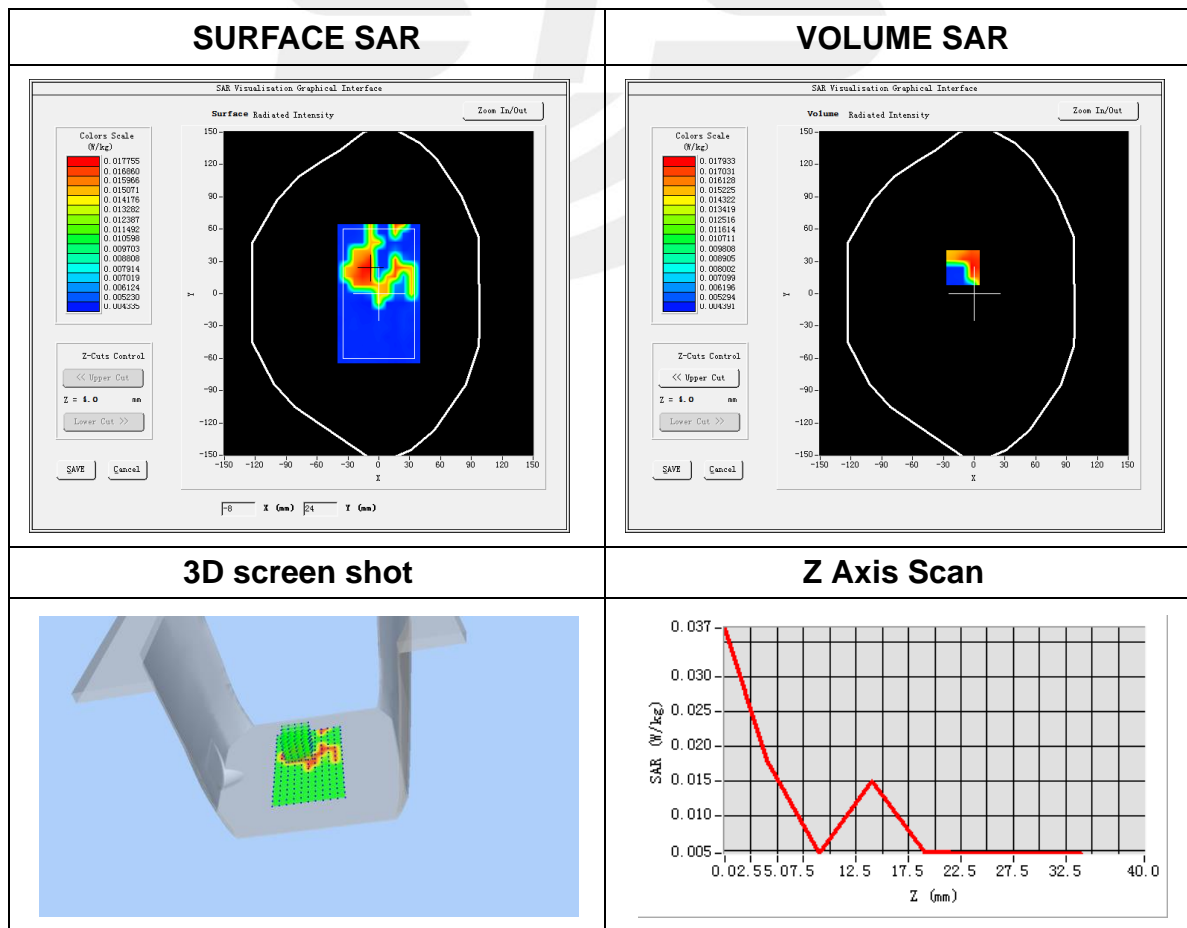 SURFACE SAR
VOLUME SAR
SAR Visualisation Graphical Interface
Surface Radiated Intensity
Zoom In/Out
Colors Scale
(W/kg)
0.017755
0.016860
0.015966
0.015071
0.014176
0.013282
0.012387
0.011492
0.010598
0.009703
0.008808
0.007914
0.007019
0.006124
0.005230
0.004335
Z-Cuts Control
<< Upper Cut
Z = 4.0 mm
Lower Cut >>
SAVE
Cancel
150
120
90
60
30
0
-30
-60
-90
-120
-150
Y
-150 -120 -90 -60 -30 0 30 60 90 120 150
X
-8 X (mm) 24 Y (mm)
SAR Visualisation Graphical Interface
Volume Radiated Intensity
Zoom In/Out
Colors Scale
(W/kg)
0.017933
0.017031
0.016128
0.015225
0.014322
0.013419
0.012516
0.011614
0.010711
0.009808
0.008905
0.008002
0.007099
0.006196
0.005294
0.004391
Z-Cuts Control
<< Upper Cut
Z = 4.0 mm
Lower Cut >>
SAVE
Cancel
150
120
90
60
30
0
-30
-60
-90
-120
-150
Y
-150 -120 -90 -60 -30 0 30 60 90 120 150
X
3D screen shot
Z Axis Scan
0.037
0.030
0.025
0.020
0.015
0.010
0.005
SAR (W/kg)
0.02.55.07.5 12.5 17.5 22.5 27.5 32.5 40.0
Z (mm)